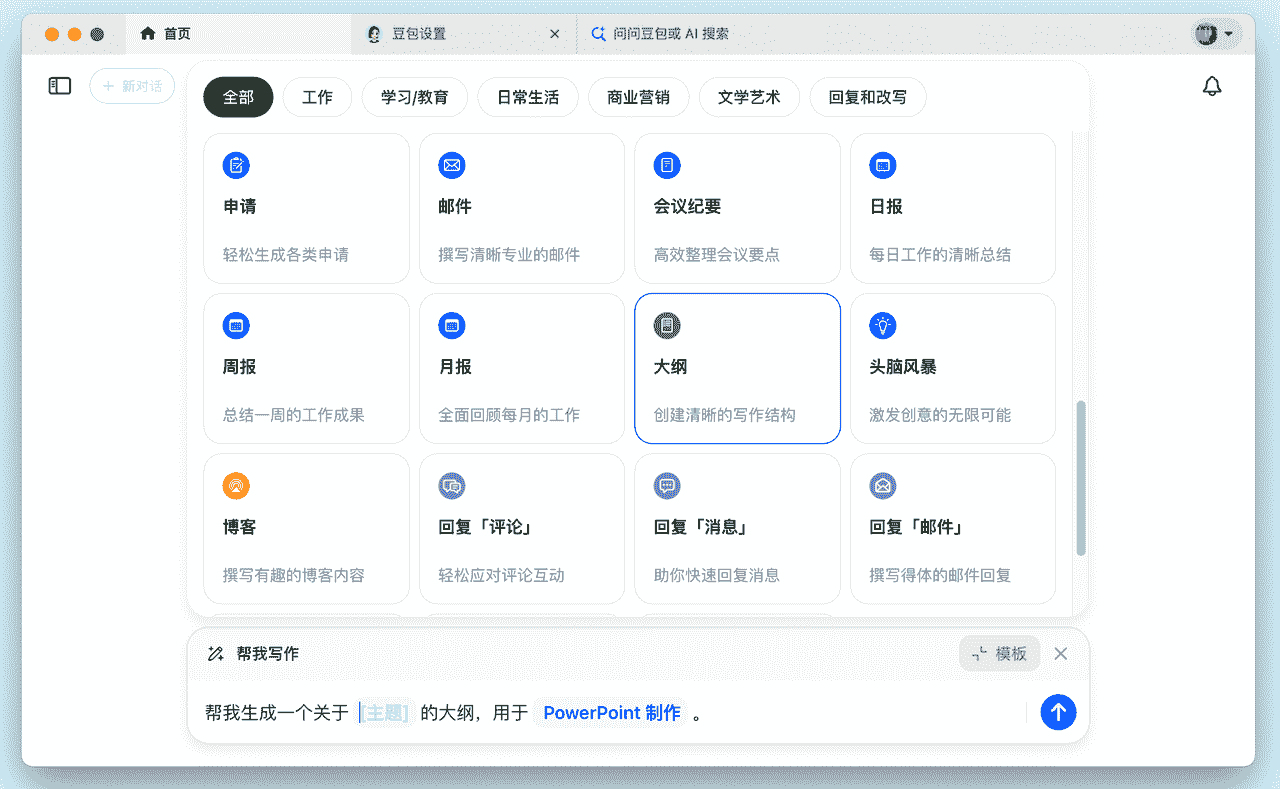 首页
豆包设置
问问豆包或 AI 搜索
新对话
全部
工作
学习/教育
日常生活
商业营销
文学艺术
回复和改写
申请
轻松生成各类申请
邮件
撰写清晰专业的邮件
会议纪要
高效整理会议要点
日报
每日工作的清晰总结
周报
总结一周的工作成果
月报
全面回顾每月的工作
大纲
创建清晰的写作结构
头脑风暴
激发创意的无限可能
博客
撰写有趣的博客内容
回复「评论」
轻松应对评论互动
回复「消息」
助你快速回复消息
回复「邮件」
撰写得体的邮件回复
帮我写作
模板
帮我生成一个关于 [主题] 的大纲，用于 PowerPoint 制作 。